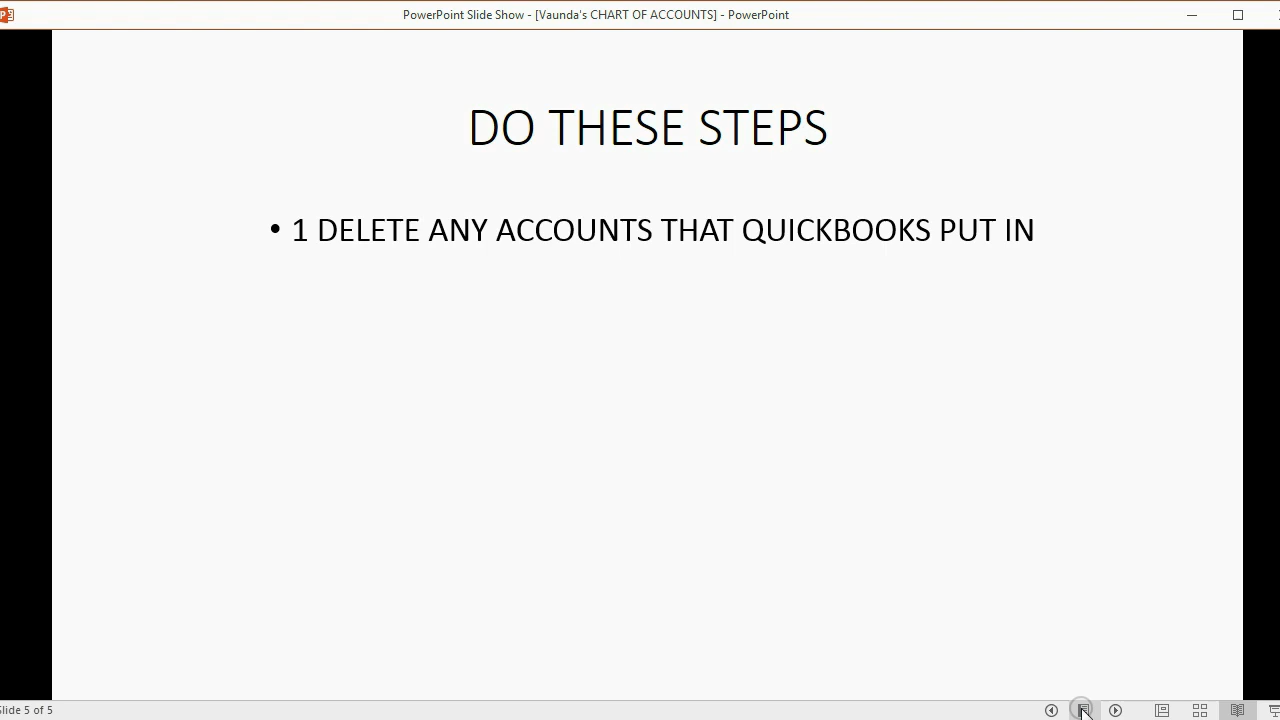 PowerPoint Slide Show - [Vaunda's CHART OF ACCOUNTS] - PowerPoint
DO THESE STEPS
• 1 DELETE ANY ACCOUNTS THAT QUICKBOOKS PUT IN
Slide 5 of 5